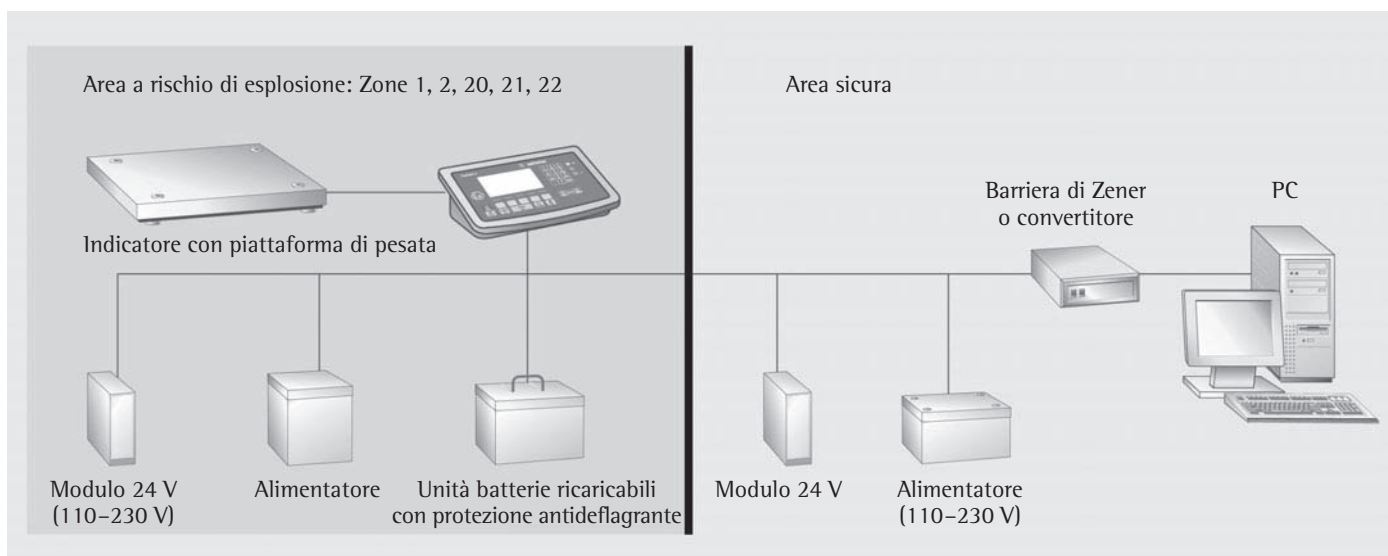 Area a rischio di esplosione: Zone 1, 2, 20, 21, 22
Area sicura
Barriera di Zener
o convertitore
PC
Indicatore con piattaforma di pesata
Modulo 24 V
(110–230 V)
Alimentatore
Unità batterie ricaricabili
con protezione antideflagrante
Modulo 24 V
Alimentatore
(110–230 V)